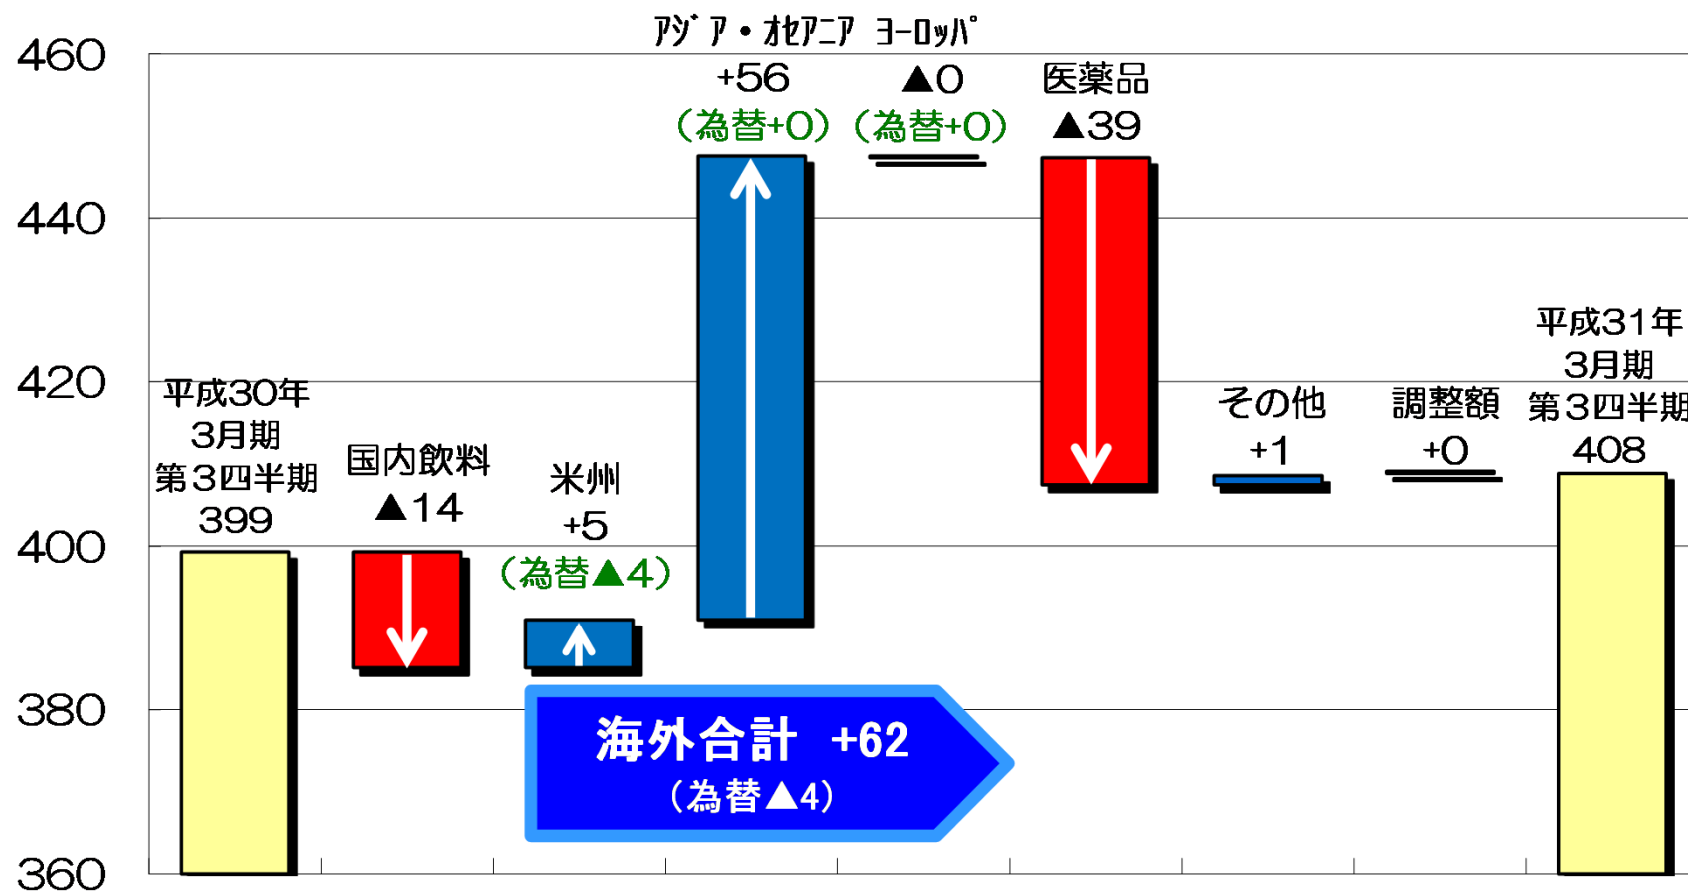 460
440
420
400
380
360
平成30年
3月期
第3四半期
399
国内飲料
▲14
米州
+5
（為替▲4）
ｱｼﾞｱ・ｵｾｱﾆｱ
+56
（為替+0）
ﾖｰﾛｯﾊﾟ
▲0
（為替+0）
医薬品
▲39
その他
+1
調整額
+0
平成31年
3月期
第3四半期
408
海外合計 +62
（為替▲4）